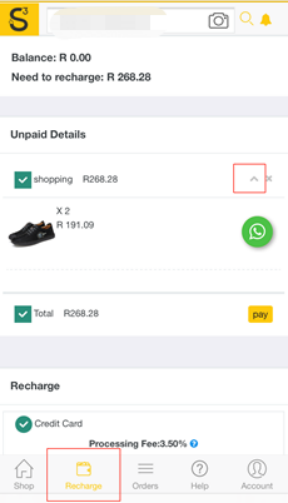 S3
Balance: R 0.00
Need to recharge: R 268.28
Unpaid Details
shopping R268.28
X 2
R 191.09
Total R268.28 pay
Recharge
Credit Card
Processing Fee:3.50% ?
Shop Recharge Orders Help Account